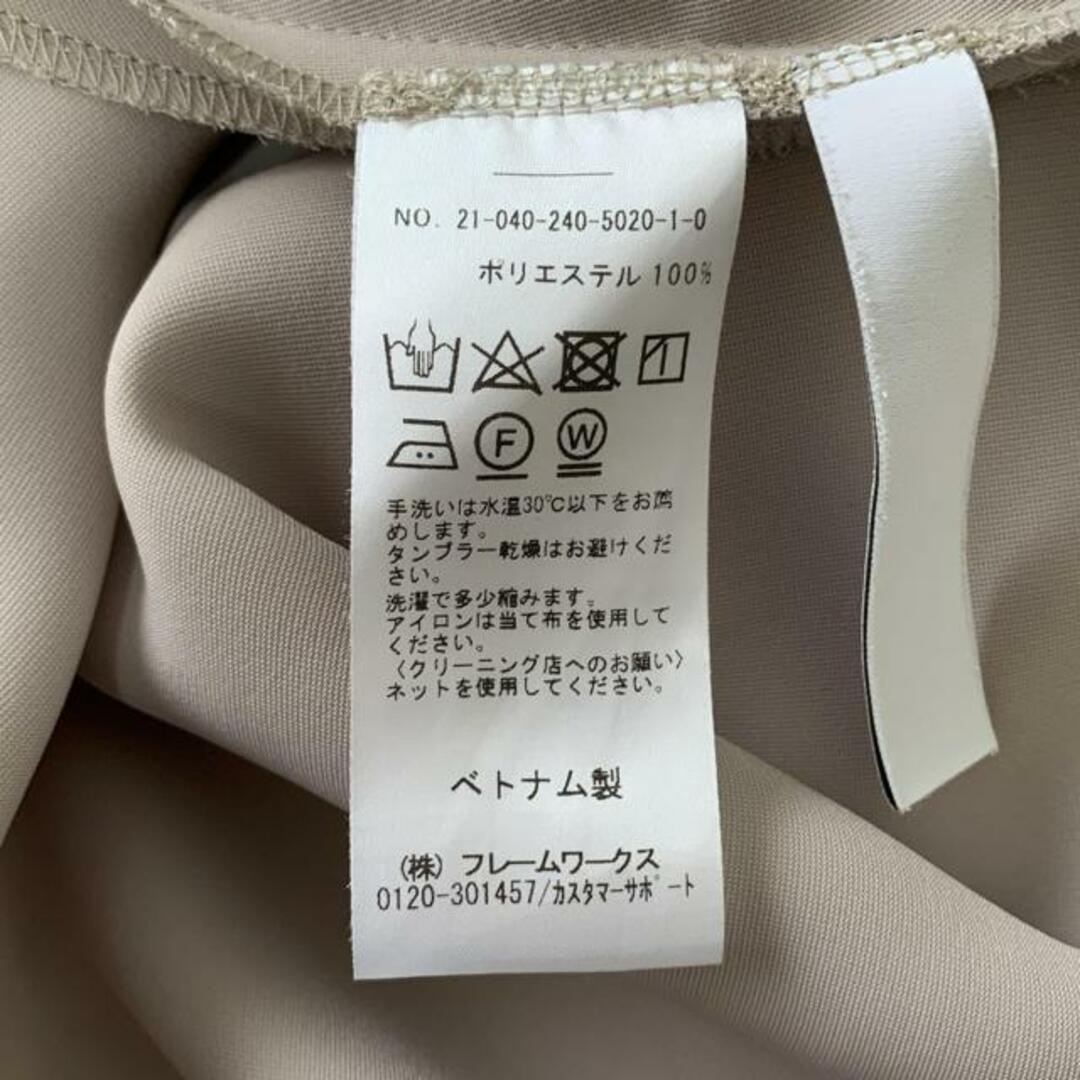 NO. 21-040-240-5020-1-0
ポリエステル 100%
F W
手洗いは水温30℃以下をお薦
めします。
タンブラー乾燥はお避けくだ
さい。
洗濯で多少縮みます。
アイロンは当て布を使用して
ください。
〈クリーニング店へのお願い〉
ネットを使用してください。
ベトナム製
(株) フレームワークス
0120-301457/ｶｽﾀﾏｰｻﾎﾟｰﾄ